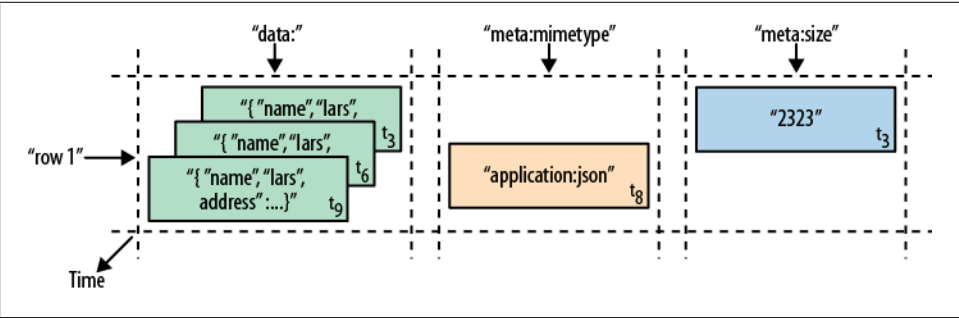 “data:” “meta:mimetype” “meta:size”
“{ ”name”,“lars”,
t3
“{ ”name”,“lars”,
t6
“{ ”name”,“lars”,
address” :...}”
t9
“application:json”
t8
“2323”
t3
“row 1”
Time